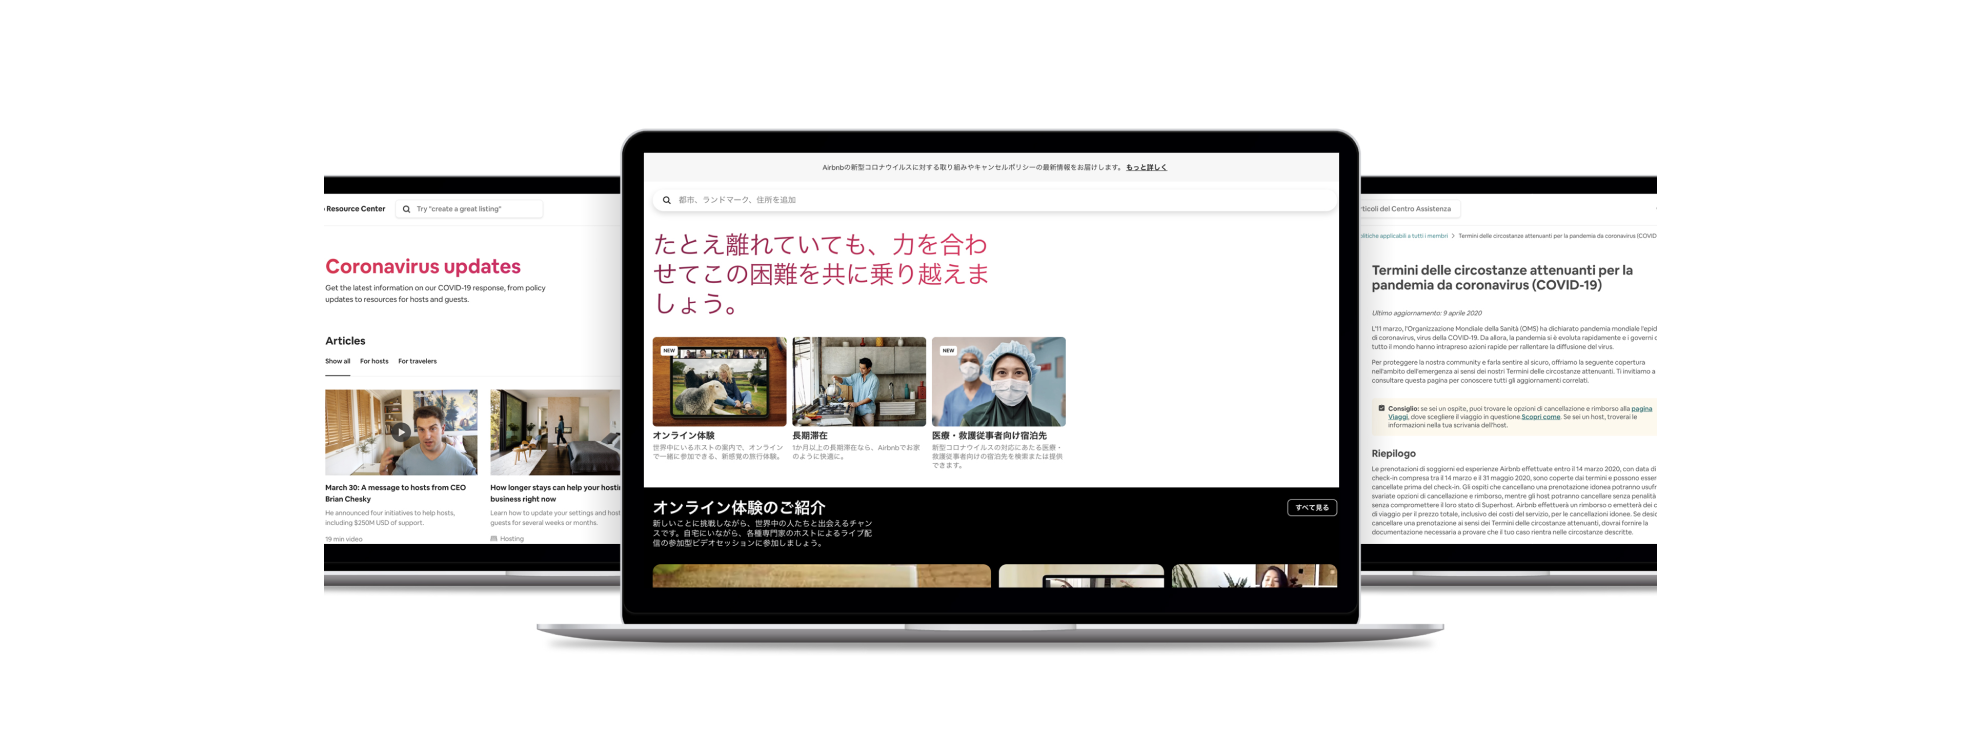 Resource Center
Try "create a great listing"
Coronavirus updates
Get the latest information on our COVID-19 response, from policy
updates to resources for hosts and guests.
Articles
Show all
For hosts
For travelers
March 30: A message to hosts from CEO
Brian Chesky
He announced four initiatives to help hosts,
including $250M USD of support.
19 min video
How longer stays can help your hosti
business right now
Learn how to update your settings and host
guests for several weeks or months.
Hosting
Airbnbの新型コロナウイルスに対する取り組みやキャンセルポリシーの最新情報をお届けします。 もっと詳しく
都市、ランドマーク、住所を追加
たとえ離れていても、力を合わ
せてこの困難を共に乗り越えま
しょう。
NEW
オンライン体験
世界中にいるホストの案内で、オンライン
で一緒に参加できる、新感覚の旅行体験。
長期滞在
1か月以上の長期滞在なら、Airbnbでお家
のように快適に。
NEW
医療・救護従事者向け宿泊先
新型コロナウイルスの対応にあたる医療・
救護従事者向けの宿泊先を検索または提供
できます。
オンライン体験のご紹介
新しいことに挑戦しながら、世界中の人たちと出会えるチャン
スです。自宅にいながら、各種専門家のホストによるライブ配
信の参加型ビデオセッションに参加しましょう。
すべて見る
ticoli del Centro Assistenza
olitiche applicabili a tutti i membri > Termini delle circostanze attenuanti per la pandemia da coronavirus (COVID
Termini delle circostanze attenuanti per la
pandemia da coronavirus (COVID-19)
Ultimo aggiornamento: 9 aprile 2020
L'11 marzo, l'Organizzazione Mondiale della Sanità (OMS) ha dichiarato pandemia mondiale l'epid
di coronavirus, virus della COVID-19. Da allora, la pandemia si è evoluta rapidamente e i governi c
tutto il mondo hanno intrapreso azioni rapide per rallentare la diffusione del virus.
Per proteggere la nostra community e farla sentire al sicuro, offriamo la seguente copertura
nell'ambito dell'emergenza ai sensi dei nostri Termini delle circostanze attenuanti. Ti invitiamo a
consultare questa pagina per conoscere tutti gli aggiornamenti correlati.
Consiglio: se sei un ospite, puoi trovare le opzioni di cancellazione e rimborso alla pagina
Viaggi, dove scegliere il viaggio in questione.Scopri come. Se sei un host, troverai le
informazioni nella tua scrivania dell'host.
Riepilogo
Le prenotazioni di soggiorni ed esperienze Airbnb effettuate entro il 14 marzo 2020, con data di
check-in compresa tra il 14 marzo e il 31 maggio 2020, sono coperte dai termini e possono esser
cancellate prima del check-in. Gli ospiti che cancellano una prenotazione idonea potranno usufr
svariate opzioni di cancellazione e rimborso, mentre gli host potranno cancellare senza penalità
senza compromettere il loro stato di Superhost. Airbnb effettuerà un rimborso o emetterà dei c
di viaggio per il prezzo totale, inclusivo dei costi del servizio, per le cancellazioni idonee. Se desic
cancellare una prenotazione ai sensi dei Termini delle circostanze attenuanti, dovrai fornire la
documentazione necessaria a provare che il tuo caso rientra nelle circostanze descritte.